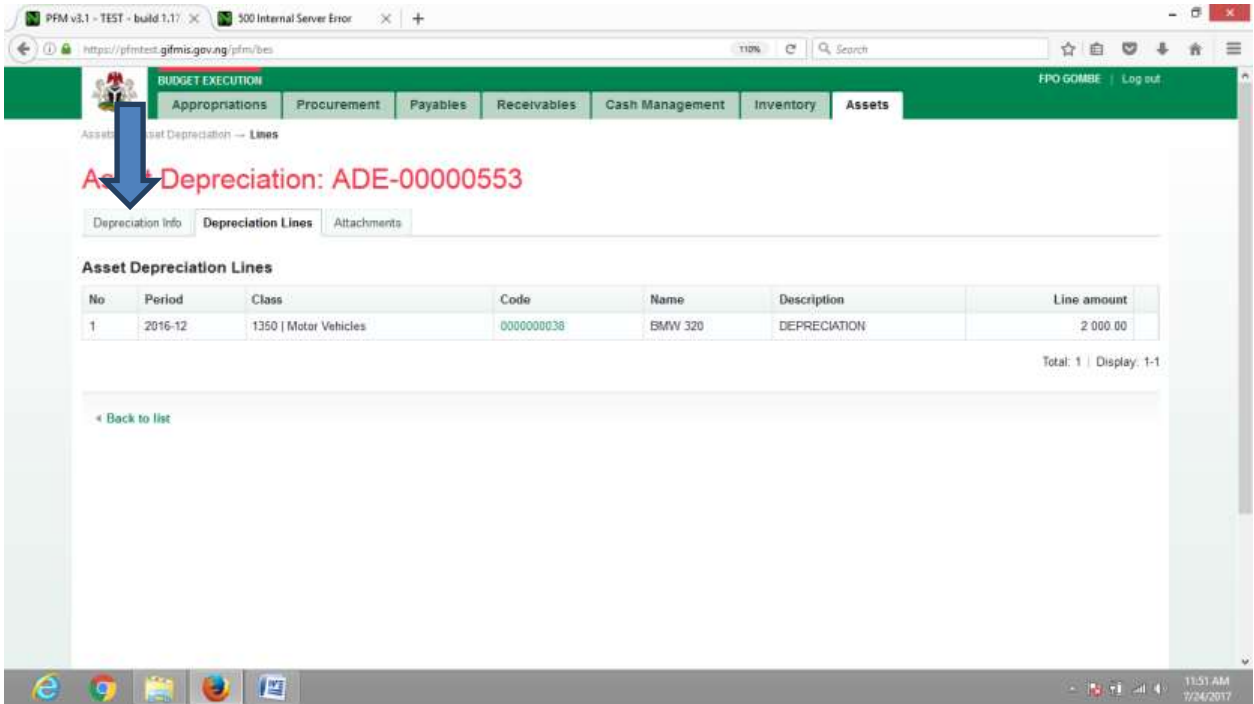 PFM v3.1 - TEST - build 1.1
500 Internal Server Error
https://pfmtest.gifmis.gov.ng/pfm/bes
110%
Search
BUDGET EXECUTION
FPO GOMBE | Log out
Appropriations Procurement Payables Receivables Cash Management Inventory Assets
Assets Depreciation → Lines
Depreciation: ADE-00000553
Depreciation Info Depreciation Lines Attachments
Asset Depreciation Lines
No Period Class Code Name Description Line amount
1 2016-12 1350 | Motor Vehicles 0000000038 BMW 320 DEPRECIATION 2 000.00
Total: 1 | Display: 1-1
Back to list
11:51 AM
7/24/2017